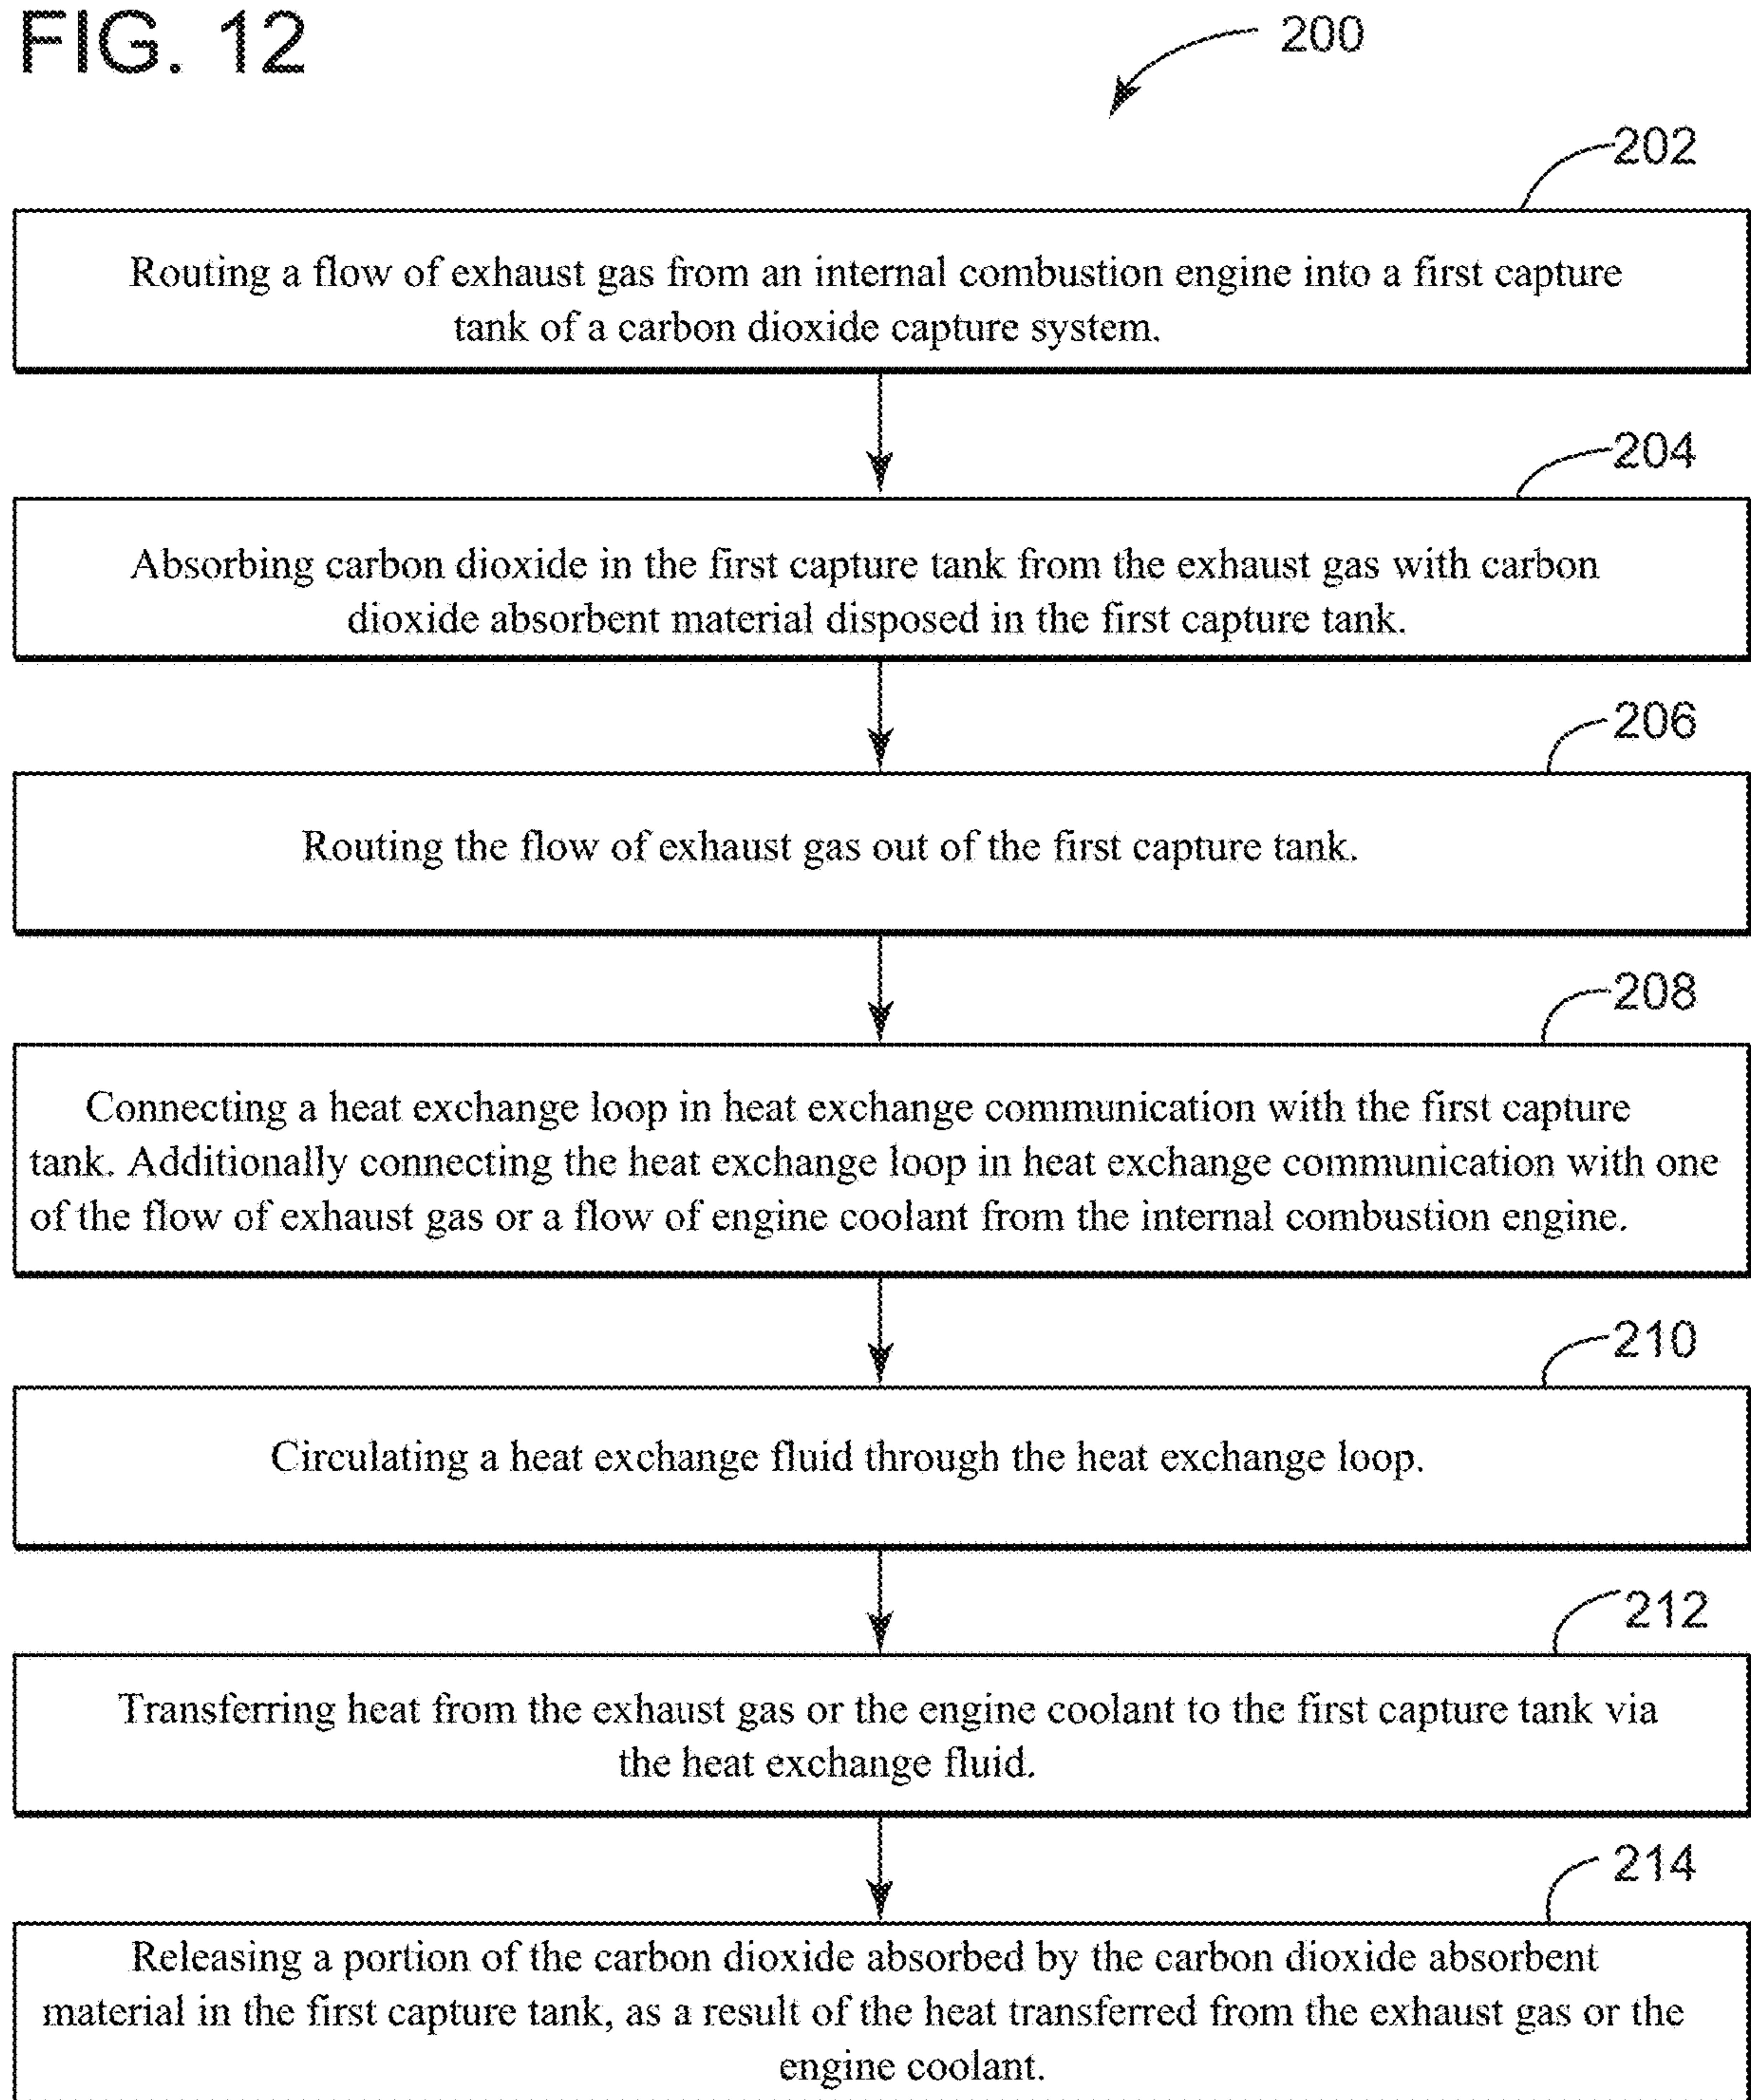 FIG. 12
200
202
Routing a flow of exhaust gas from an internal combustion engine into a first capture
tank of a carbon dioxide capture system.
204
Absorbing carbon dioxide in the first capture tank from the exhaust gas with carbon
dioxide absorbent material disposed in the first capture tank.
206
Routing the flow of exhaust gas out of the first capture tank.
208
Connecting a heat exchange loop in heat exchange communication with the first capture
tank. Additionally connecting the heat exchange loop in heat exchange communication with one
of the flow of exhaust gas or a flow of engine coolant from the internal combustion engine.
210
Circulating a heat exchange fluid through the heat exchange loop.
212
Transferring heat from the exhaust gas or the engine coolant to the first capture tank via
the heat exchange fluid.
214
Releasing a portion of the carbon dioxide absorbed by the carbon dioxide absorbent
material in the first capture tank, as a result of the heat transferred from the exhaust gas or the
engine coolant.